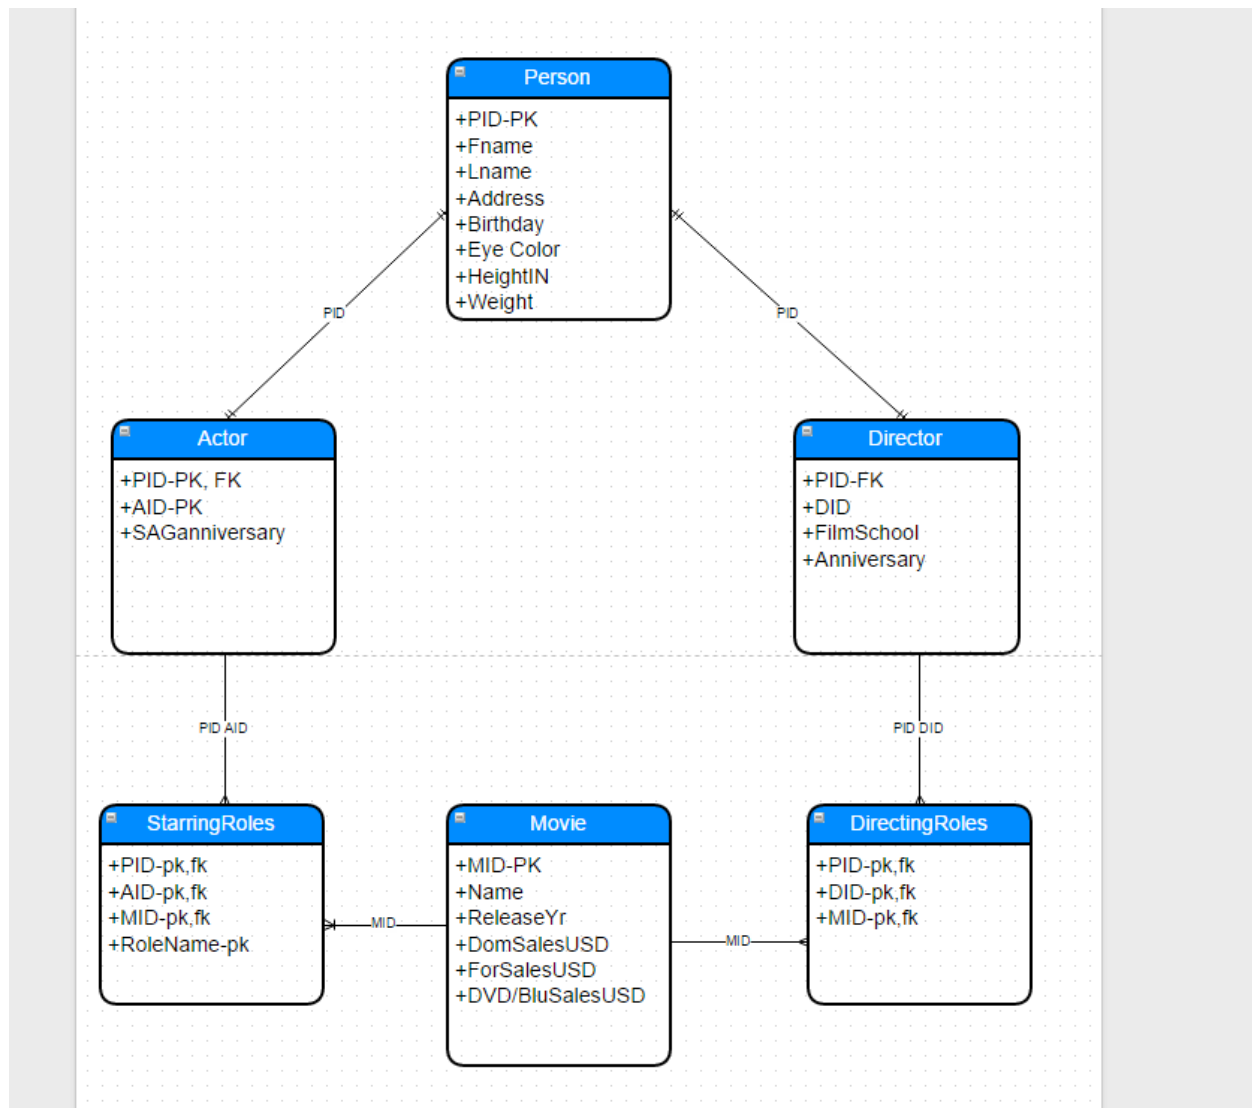 Person
+PID-PK
+Fname
+Lname
+Address
+Birthday
+Eye Color
+HeightIN
+Weight
PID
PID
Actor
+PID-PK, FK
+AID-PK
+SAGanniversary
Director
+PID-FK
+DID
+FilmSchool
+Anniversary
PID AID
PID DID
StarringRoles
+PID-pk,fk
+AID-pk,fk
+MID-pk,fk
+RoleName-pk
MID
Movie
+MID-PK
+Name
+ReleaseYr
+DomSalesUSD
+ForSalesUSD
+DVD/BluSalesUSD
MID
DirectingRoles
+PID-pk,fk
+DID-pk,fk
+MID-pk,fk